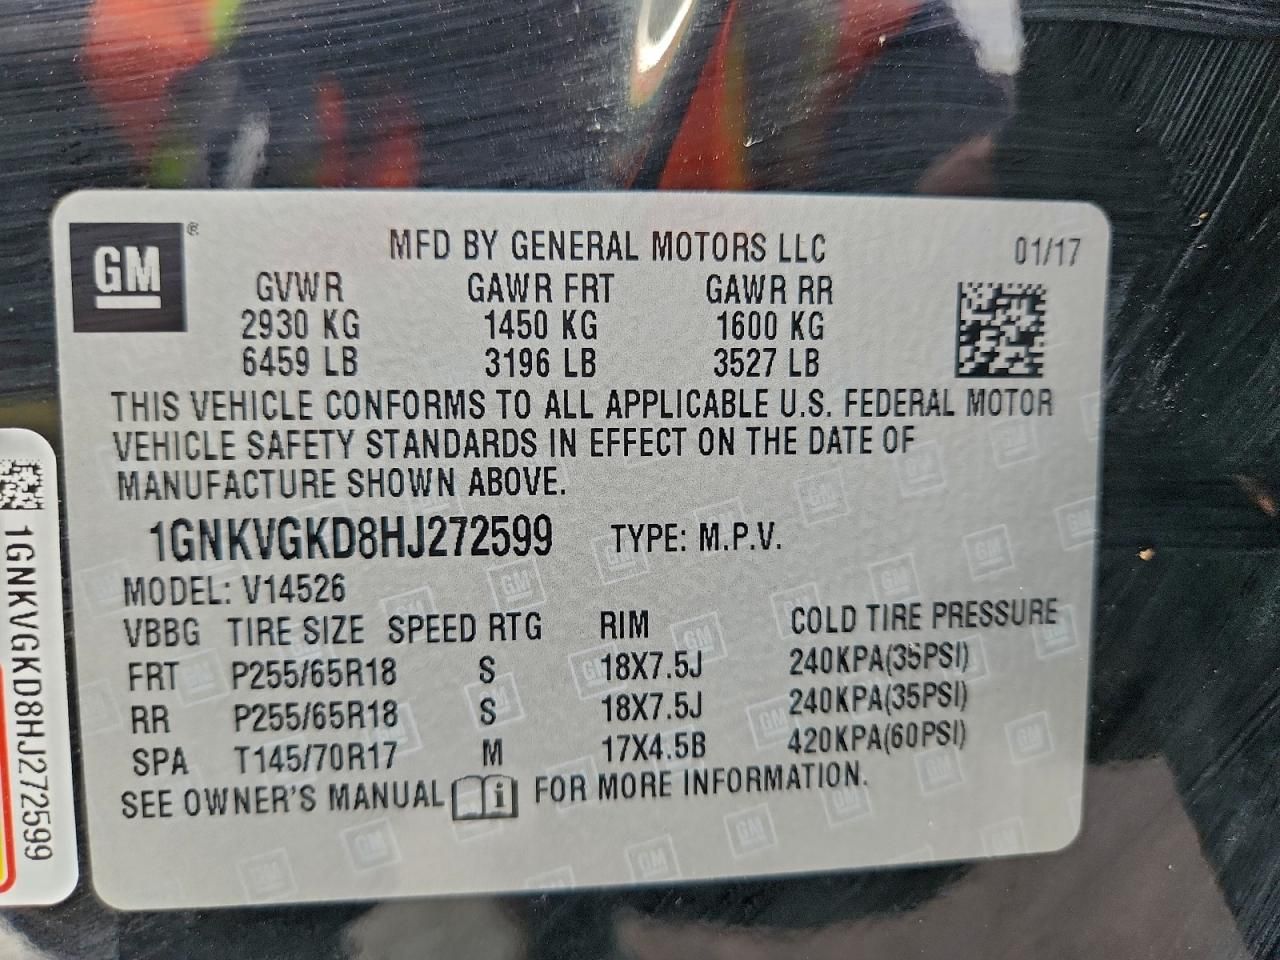 GM ®
MFD BY GENERAL MOTORS LLC 01/17
GVWR GAWR FRT GAWR RR
2930 KG 1450 KG 1600 KG
6459 LB 3196 LB 3527 LB
THIS VEHICLE CONFORMS TO ALL APPLICABLE U.S. FEDERAL MOTOR
VEHICLE SAFETY STANDARDS IN EFFECT ON THE DATE OF
MANUFACTURE SHOWN ABOVE.
1GNKVGKD8HJ272599 TYPE: M.P.V.
MODEL: V14526
VBBG TIRE SIZE SPEED RTG RIM COLD TIRE PRESSURE
FRT P255/65R18 S 18X7.5J 240KPA(35PSI)
RR P255/65R18 S 18X7.5J 240KPA(35PSI)
SPA T145/70R17 M 17X4.5B 420KPA(60PSI)
SEE OWNER'S MANUAL i FOR MORE INFORMATION.
1GNKVGKD8HJ272599